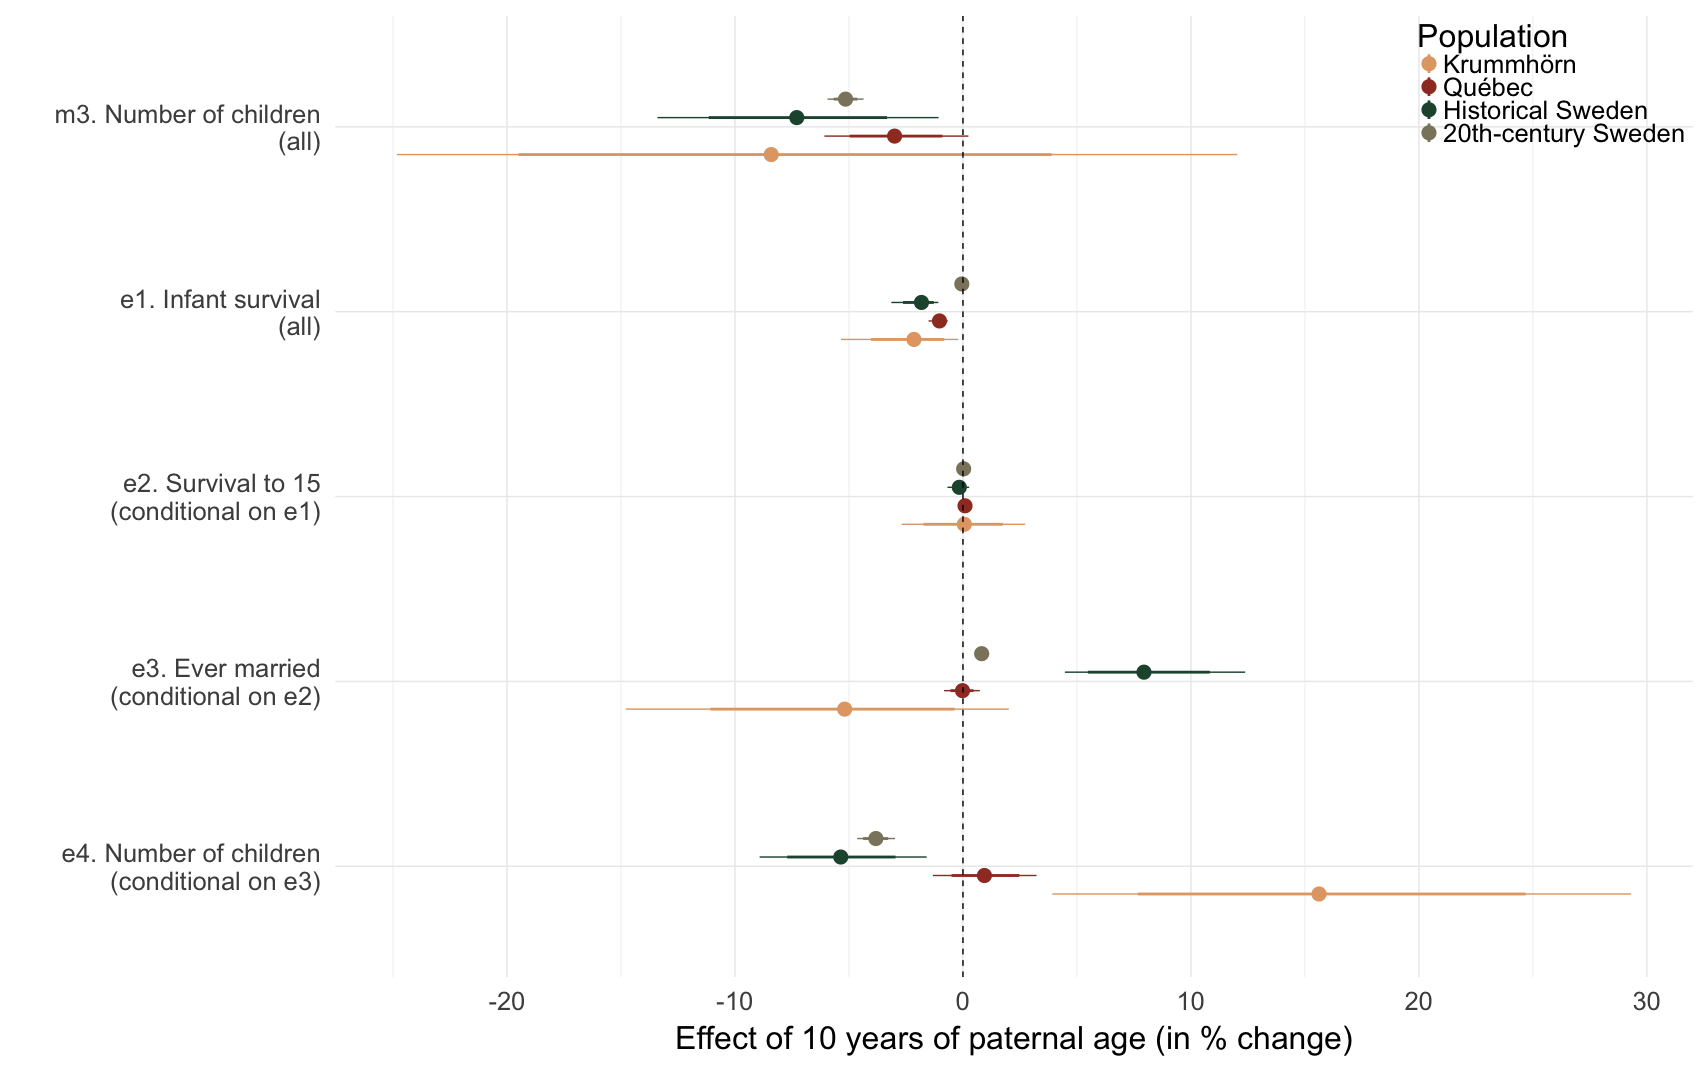 Population
Krummhörn
Québec
Historical Sweden
20th-century Sweden
m3. Number of children
(all)
e1. Infant survival
(all)
e2. Survival to 15
(conditional on e1)
e3. Ever married
(conditional on e2)
e4. Number of children
(conditional on e3)
-20 -10 0 10 20 30
Effect of 10 years of paternal age (in % change)